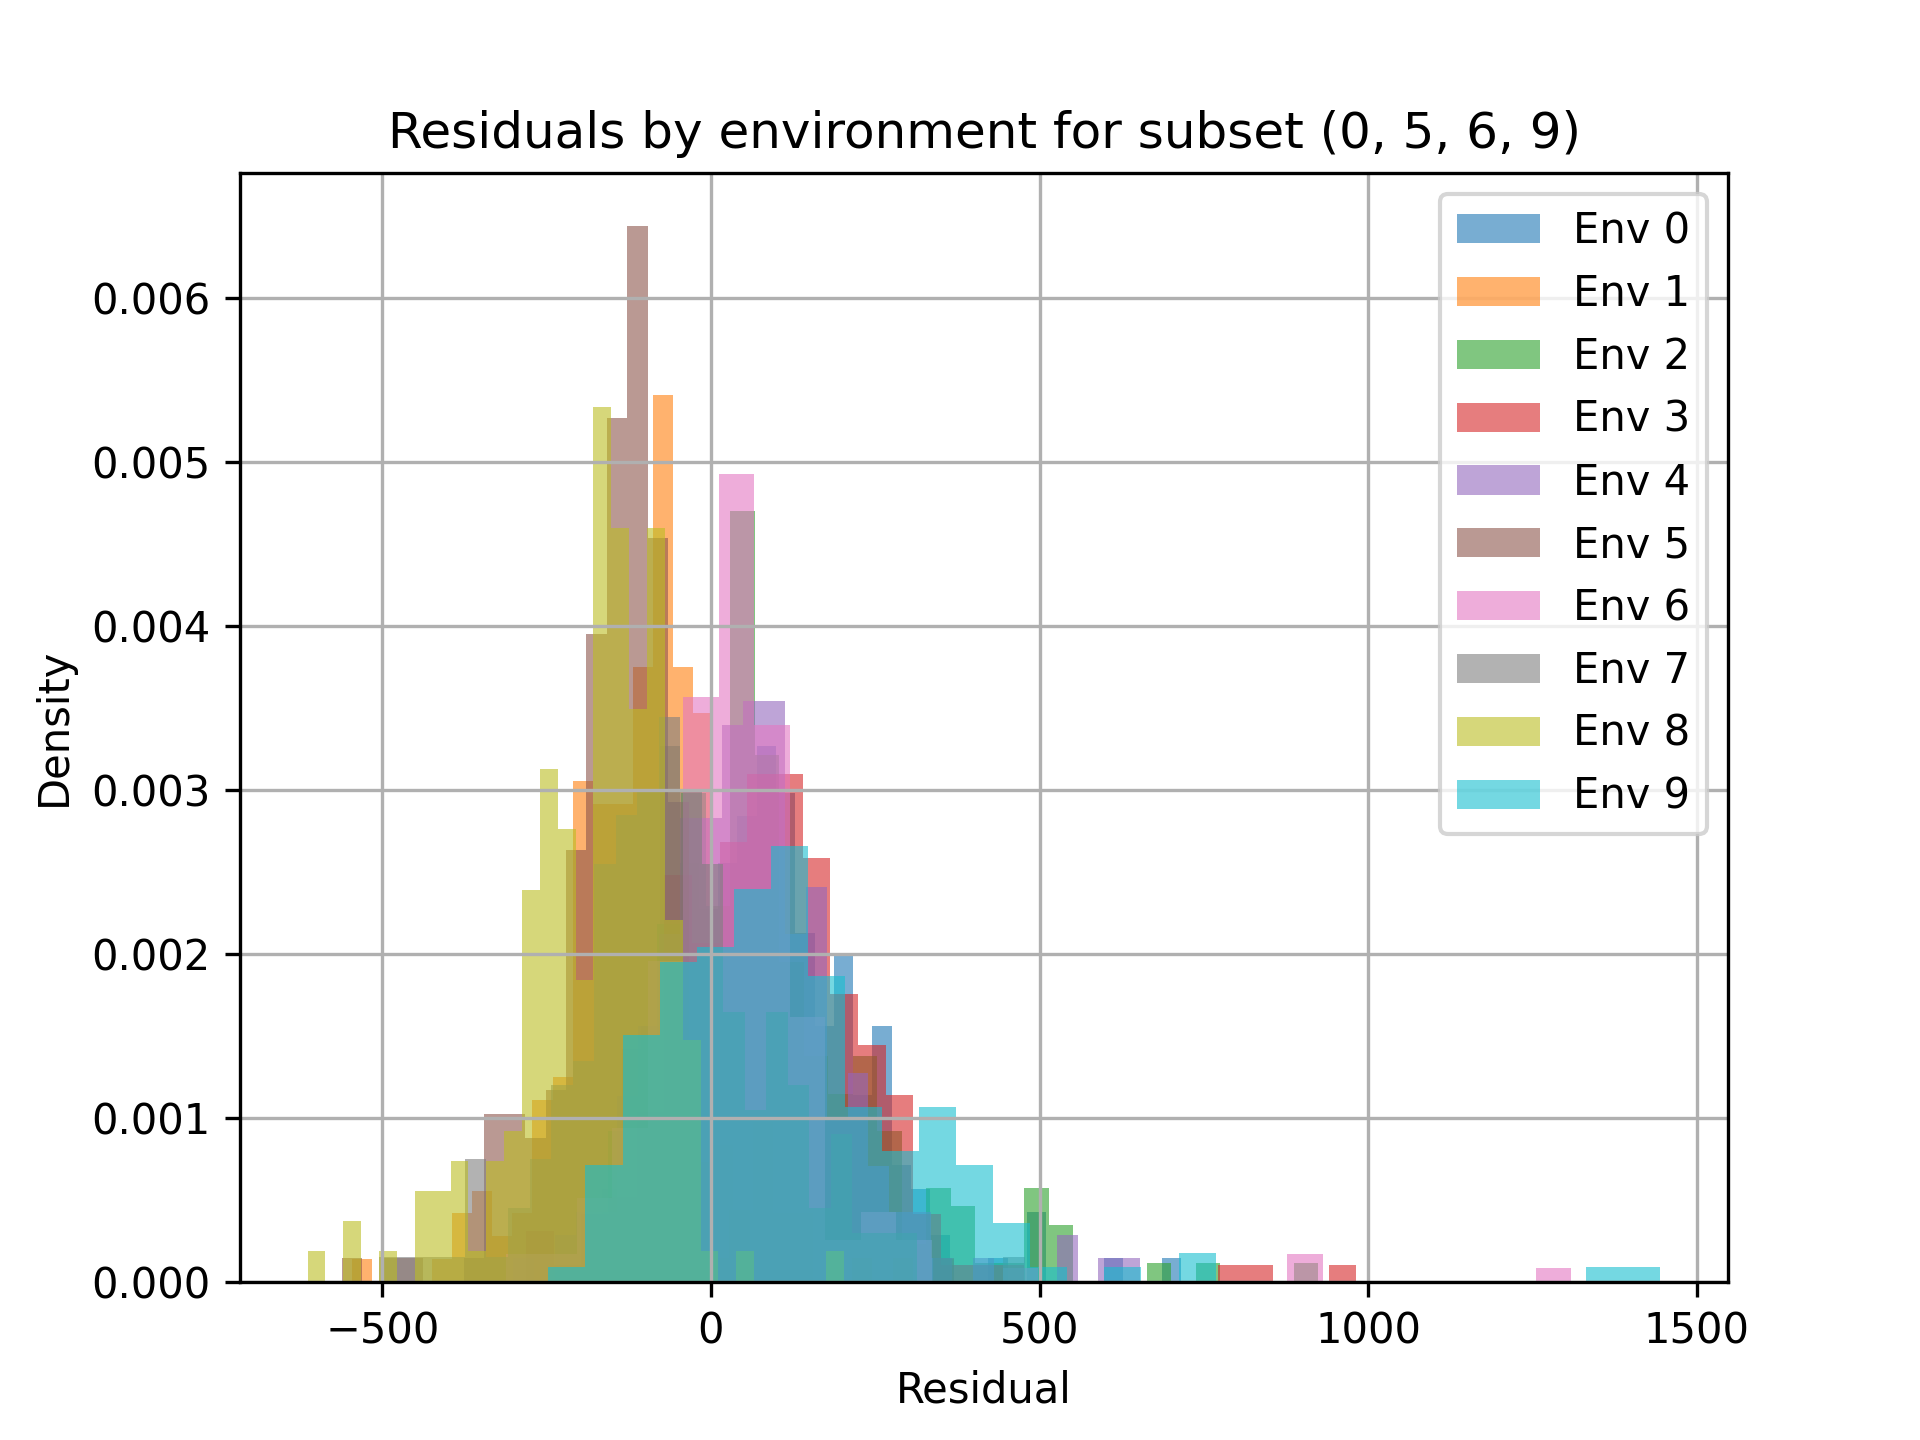 Residuals by environment for subset (0, 5, 6, 9)
Density
0.006
0.005
0.004
0.003
0.002
0.001
0.000
−500
0
500
1000
1500
Residual
Env 0
Env 1
Env 2
Env 3
Env 4
Env 5
Env 6
Env 7
Env 8
Env 9